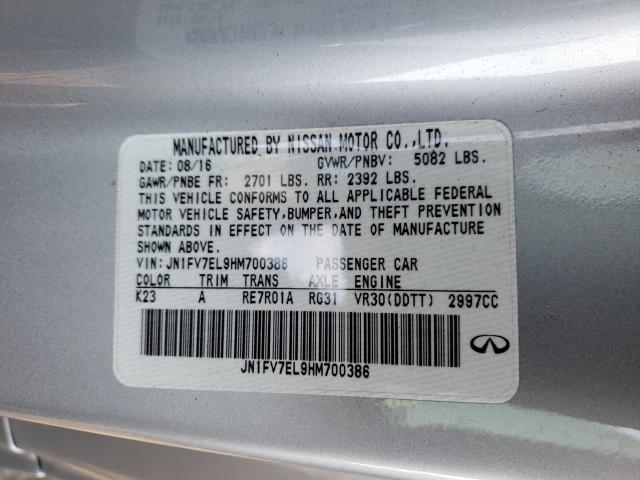 MANUFACTURED BY NISSAN MOTOR CO.,LTD.
DATE: 08/16 GVWR/PNBV: 5082 LBS.
GAWR/PNBE FR: 2701 LBS. RR: 2392 LBS.
THIS VEHICLE CONFORMS TO ALL APPLICABLE FEDERAL
MOTOR VEHICLE SAFETY,BUMPER,AND THEFT PREVENTION
STANDARDS IN EFFECT ON THE DATE OF MANUFACTURE
SHOWN ABOVE.
VIN: JN1FV7EL9HM700386 PASSENGER CAR
COLOR TRIM TRANS AXLE ENGINE
K23 A RE7R01A RG31 VR30(DDTT) 2997CC
JN1FV7EL9HM700386